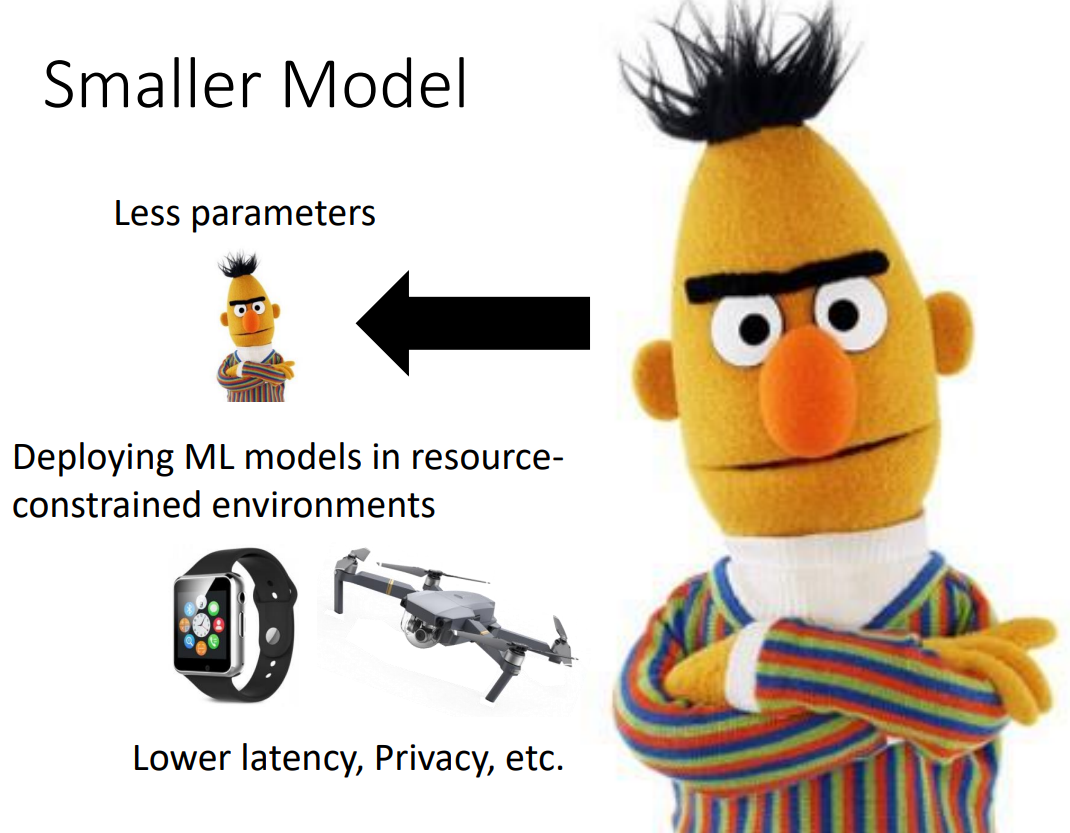 Smaller Model
Less parameters
Deploying ML models in resource-
constrained environments
Lower latency, Privacy, etc.